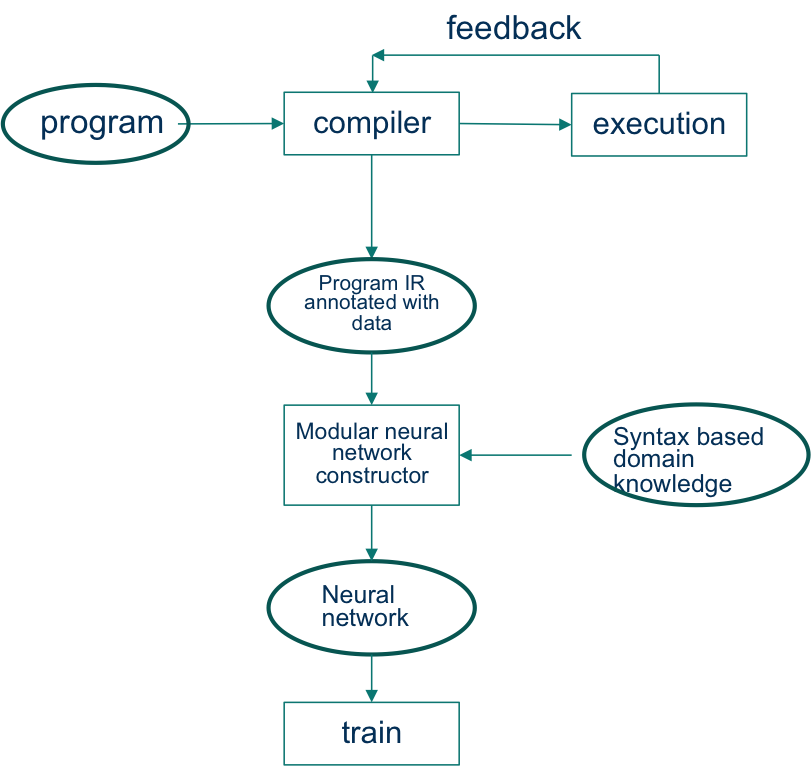 feedback
program
compiler
execution
Program IR
annotated with
data
Modular neural
network
constructor
Syntax based
domain
knowledge
Neural
network
train